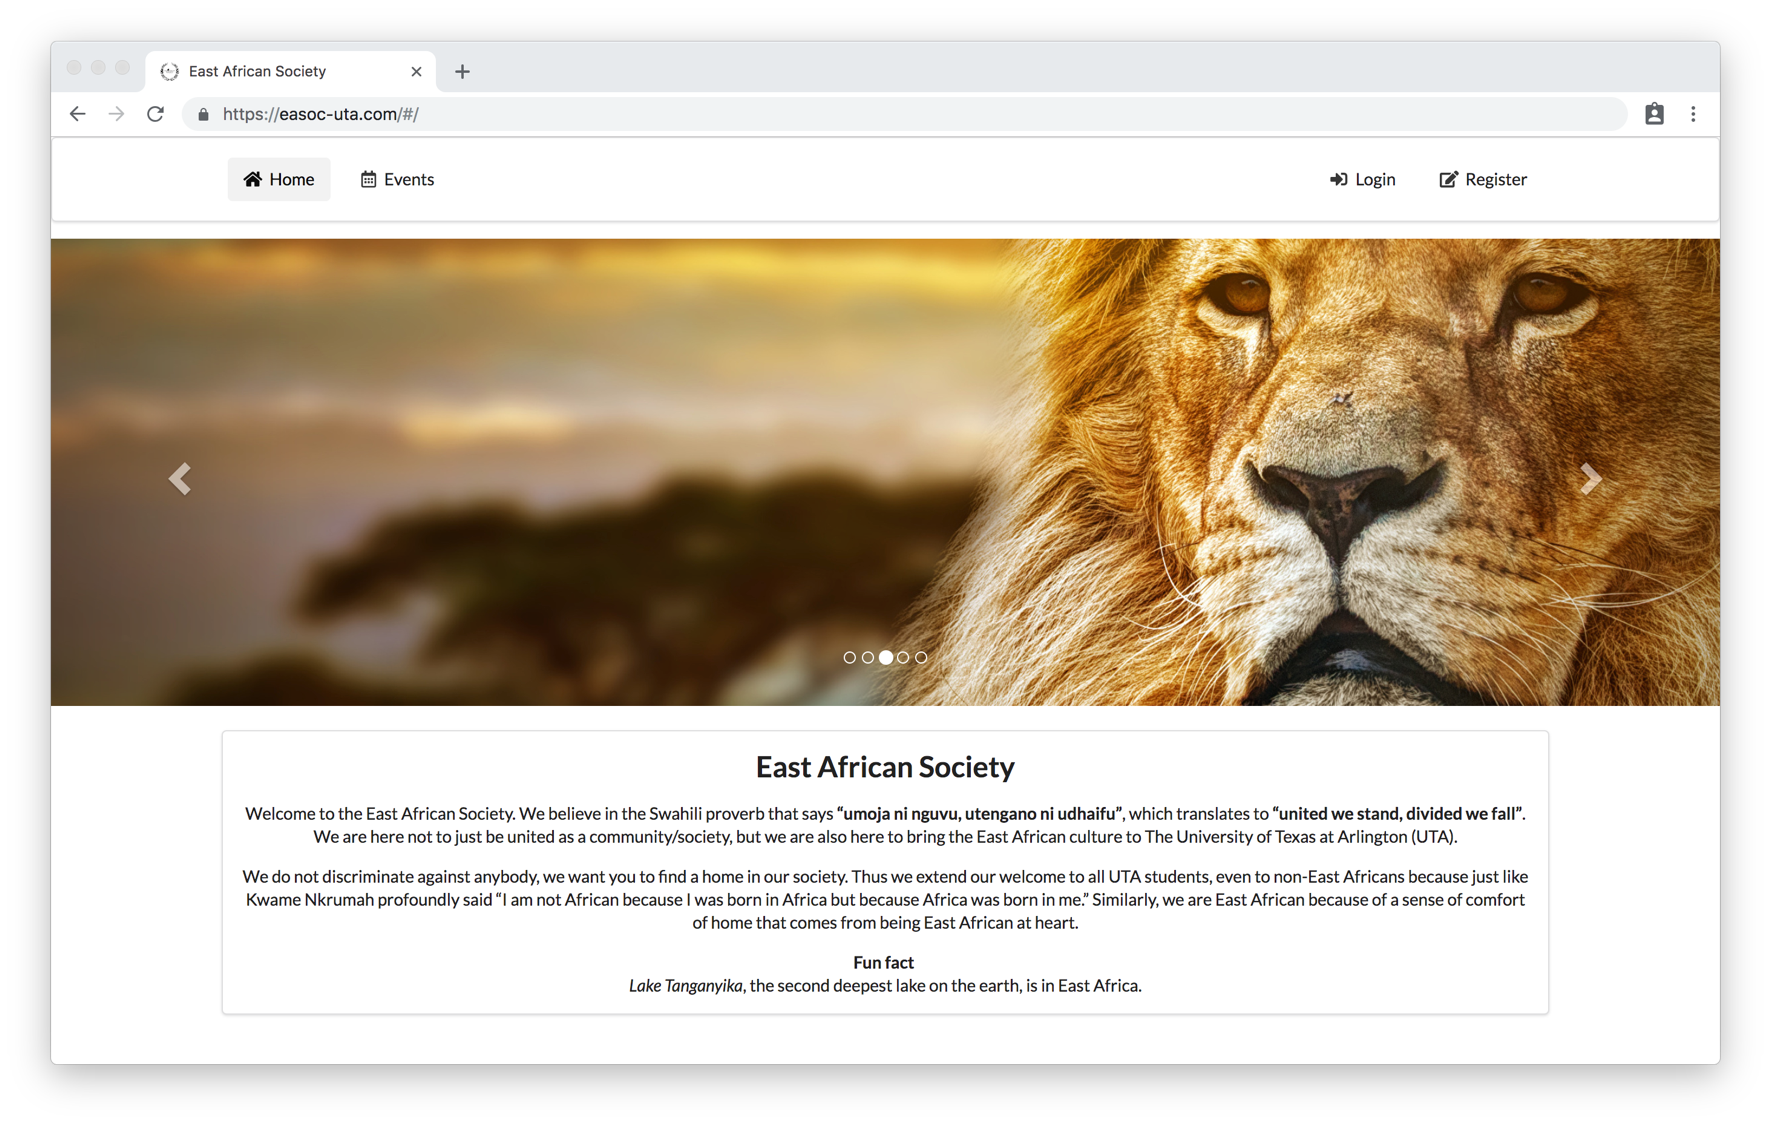 East African Society
https://easoc-uta.com/#/
Home
Events
Login
Register
East African Society
Welcome to the East African Society. We believe in the Swahili proverb that says “umoja ni nguvu, utengano ni udhaifu”, which translates to “united we stand, divided we fall”.
We are here not to just be united as a community/society, but we are also here to bring the East African culture to The University of Texas at Arlington (UTA).
We do not discriminate against anybody, we want you to find a home in our society. Thus we extend our welcome to all UTA students, even to non-East Africans because just like
Kwame Nkrumah profoundly said “I am not African because I was born in Africa but because Africa was born in me.” Similarly, we are East African because of a sense of comfort
of home that comes from being East African at heart.
Fun fact
Lake Tanganyika, the second deepest lake on the earth, is in East Africa.